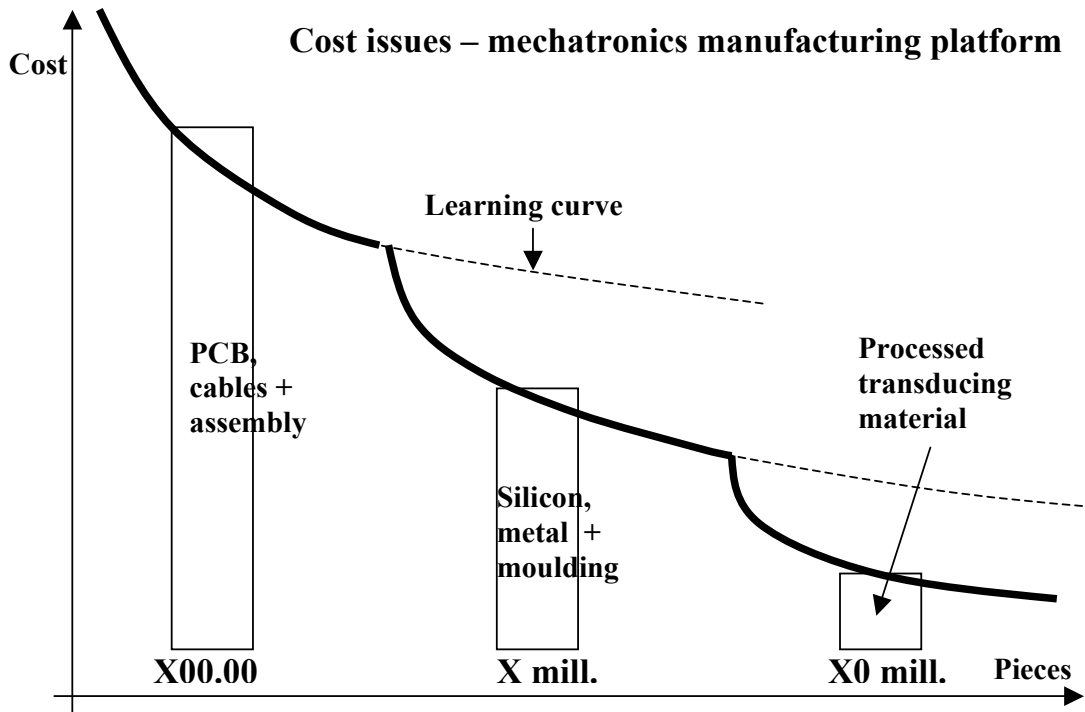 Cost issues – mechatronics manufacturing platform
Cost
Learning curve
PCB,
cables +
assembly
Processed
transducing
material
Silicon,
metal +
moulding
X00.00
X mill.
X0 mill.
Pieces